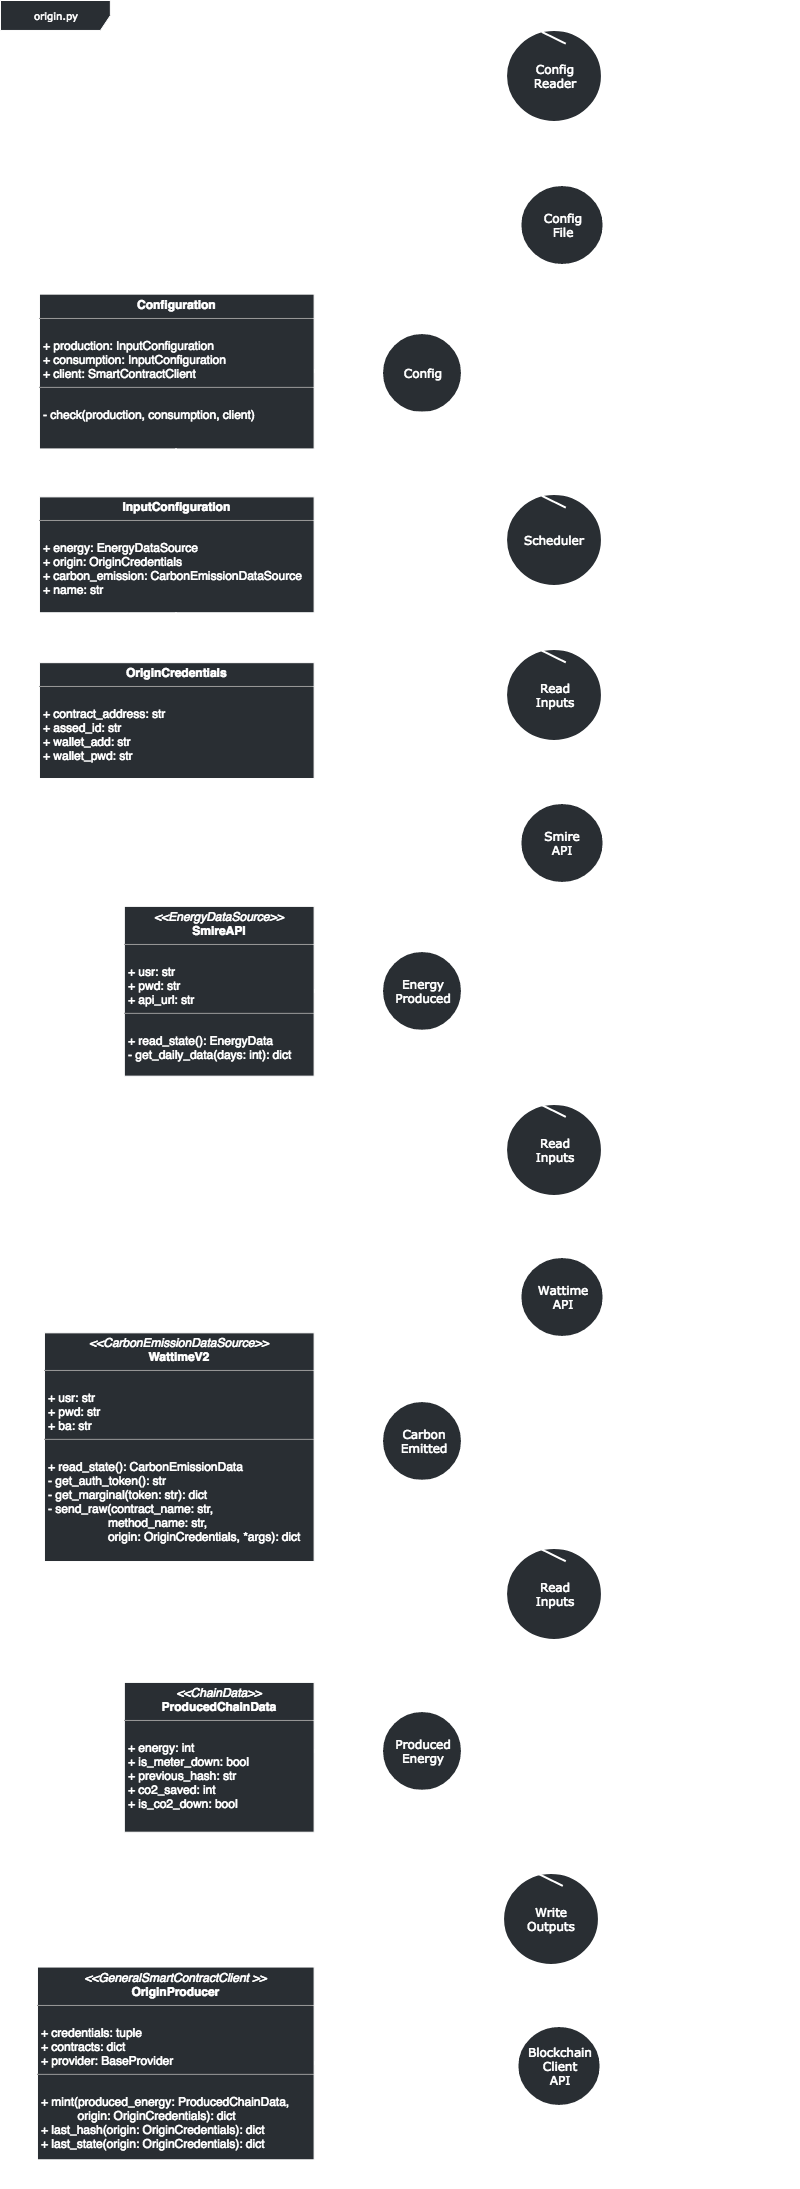 origin.py
Config
Reader
Config
File
Configuration
+ production: InputConfiguration
+ consumption: InputConfiguration
+ client: SmartContractClient
- check(production, consumption, client)
Config
InputConfiguration
+ energy: EnergyDataSource
+ origin: OriginCredentials
+ carbon_emission: CarbonEmissionDataSource
+ name: str
Scheduler
OriginCredentials
+ contract_address: str
+ assed_id: str
+ wallet_add: str
+ wallet_pwd: str
Read
Inputs
Smire
API
<<EnergyDataSource>>
SmireAPI
+ usr: str
+ pwd: str
+ api_url: str
+ read_state(): EnergyData
- get_daily_data(days: int): dict
Energy
Produced
Read
Inputs
Wattime
API
<<CarbonEmissionDataSource>>
WattimeV2
+ usr: str
+ pwd: str
+ ba: str
+ read_state(): CarbonEmissionData
- get_auth_token(): str
- get_marginal(token: str): dict
- send_raw(contract_name: str,
method_name: str,
origin: OriginCredentials, *args): dict
Carbon
Emitted
Read
Inputs
<<ChainData>>
ProducedChainData
+ energy: int
+ is_meter_down: bool
+ previous_hash: str
+ co2_saved: int
+ is_co2_down: bool
Produced
Energy
Write
Outputs
<<GeneralSmartContractClient >>
OriginProducer
+ credentials: tuple
+ contracts: dict
+ provider: BaseProvider
+ mint(produced_energy: ProducedChainData,
origin: OriginCredentials): dict
+ last_hash(origin: OriginCredentials): dict
+ last_state(origin: OriginCredentials): dict
Blockchain
Client
API